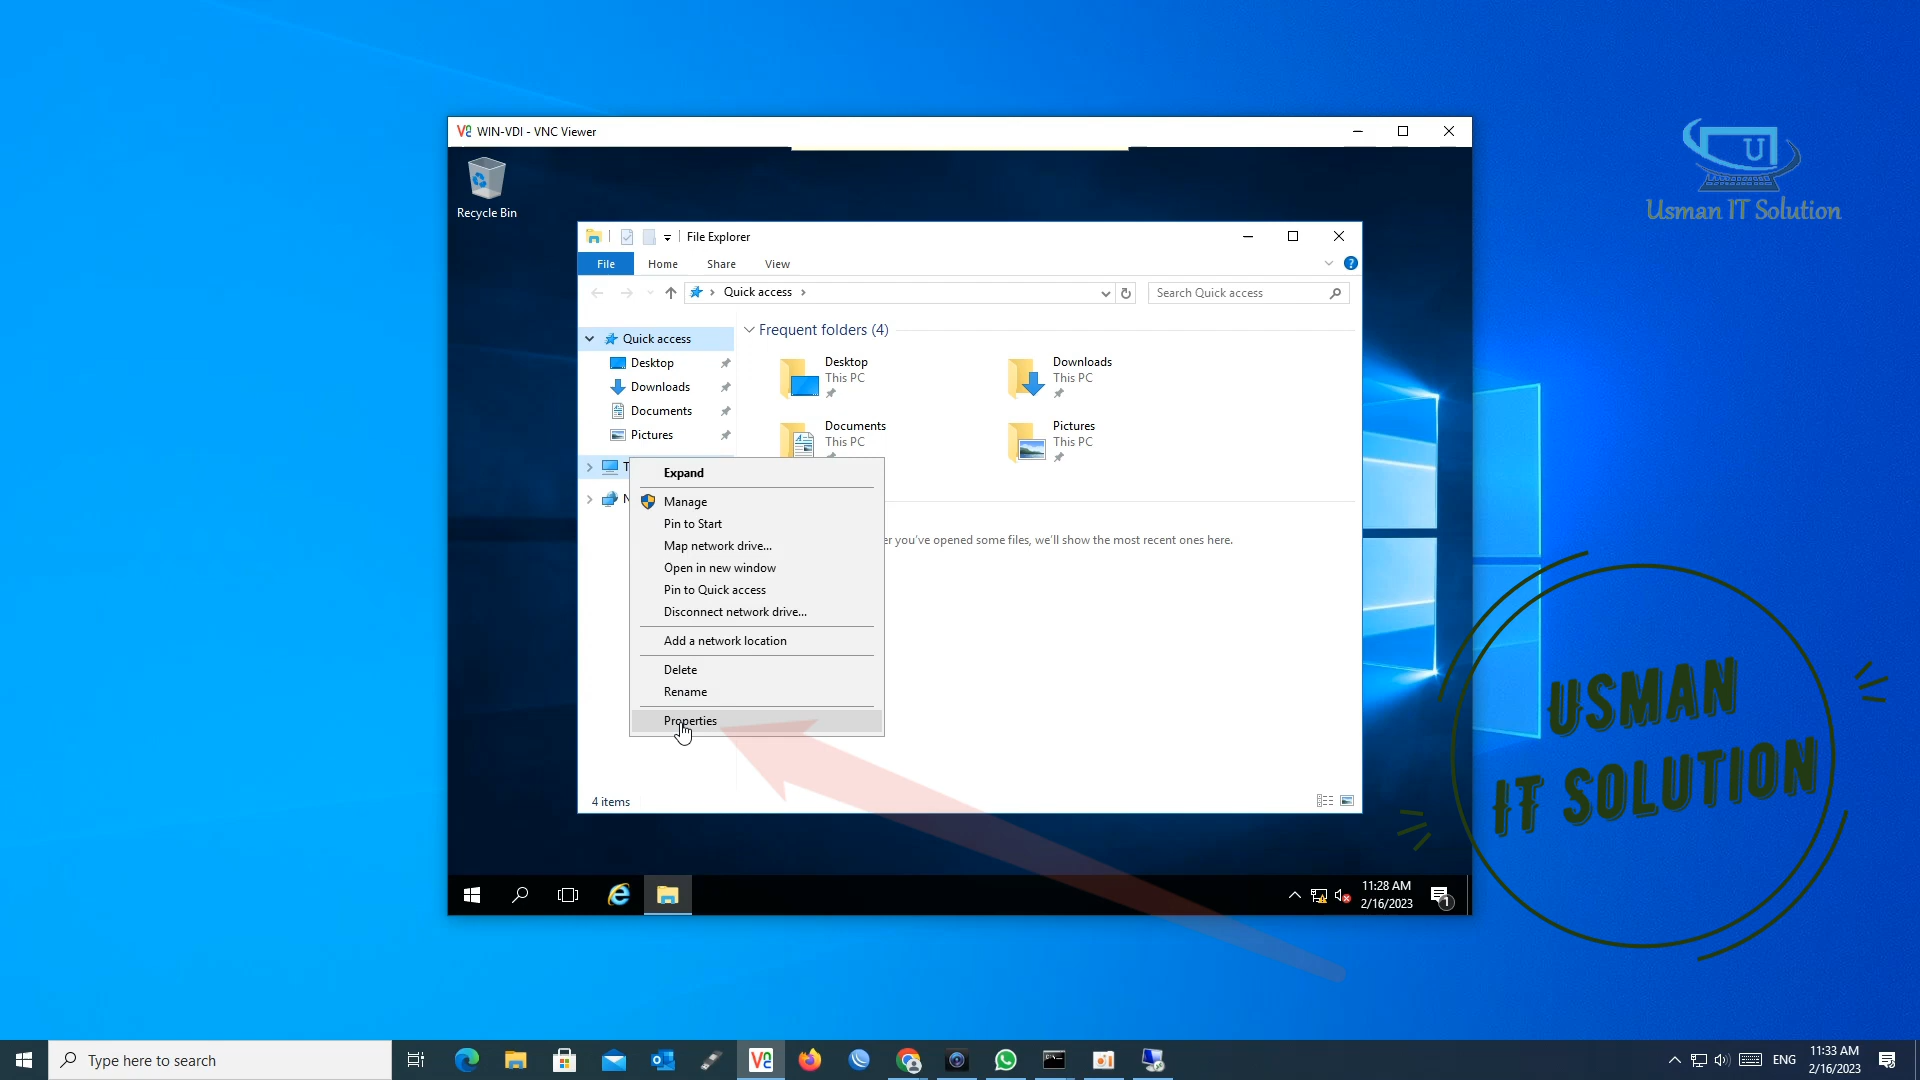 WIN-VDI - VNC Viewer
Recycle Bin
U
Usman IT Solution
File Explorer
File Home Share View
Quick access
Search Quick access
Quick access
Desktop
Downloads
Documents
Pictures
T
N
Frequent folders (4)
Desktop
This PC
Downloads
This PC
Documents
This PC
Pictures
This PC
er you've opened some files, we'll show the most recent ones here.
Expand
Manage
Pin to Start
Map network drive...
Open in new window
Pin to Quick access
Disconnect network drive...
Add a network location
Delete
Rename
Properties
4 items
USMAN
IT SOLUTION
11:28 AM
2/16/2023
1
Type here to search
ENG
11:33 AM
2/16/2023